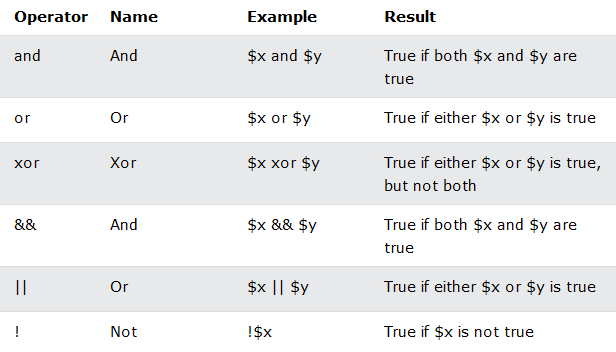 Operator Name Example Result
and And $x and $y True if both $x and $y are
true
or Or $x or $y True if either $x or $y is true
xor Xor $x xor $y True if either $x or $y is true,
but not both
&& And $x && $y True if both $x and $y are
true
|| Or $x || $y True if either $x or $y is true
! Not !$x True if $x is not true